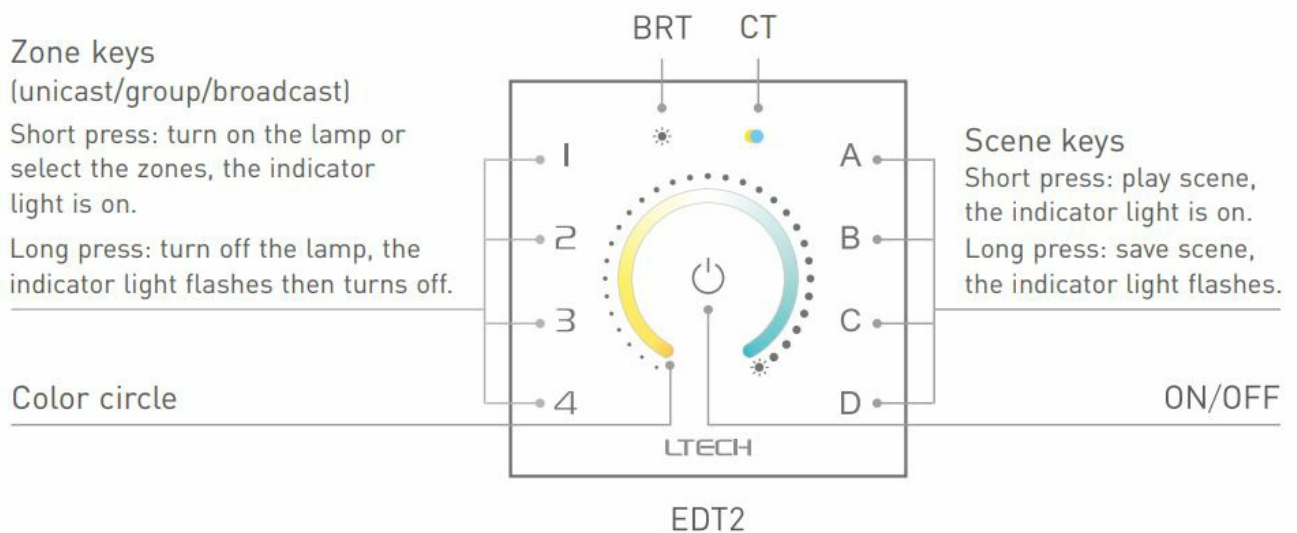 BRT
CT
Zone keys
(unicast/group/broadcast)
Short press: turn on the lamp or
select the zones, the indicator
light is on.
Long press: turn off the lamp, the
indicator light flashes then turns off.
Color circle
1
2
3
4
A
B
C
D
LTECH
Scene keys
Short press: play scene,
the indicator light is on.
Long press: save scene,
the indicator light flashes.
ON/OFF
EDT2